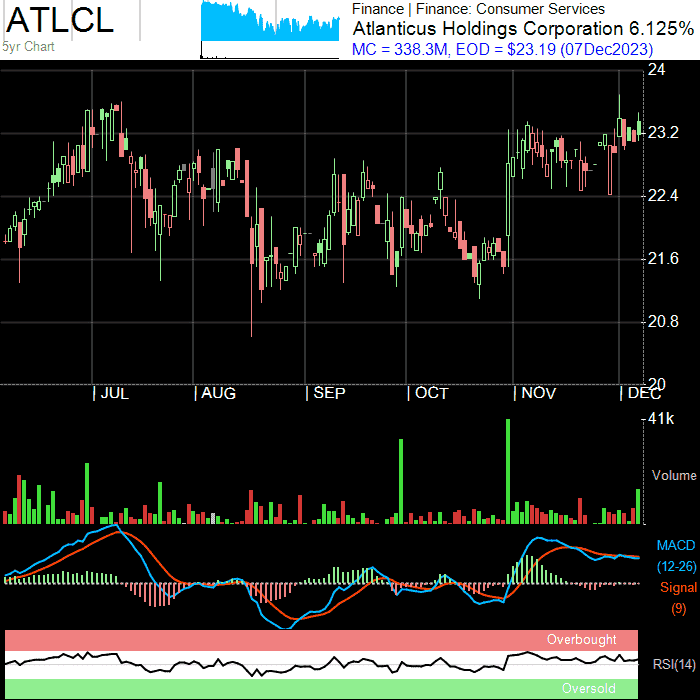 ATLCL
5yr Chart
Finance | Finance: Consumer Services
Atlanticus Holdings Corporation 6.125%
MC = 338.3M, EOD = $23.19 (07Dec2023)
24
23.2
22.4
21.6
20.8
20
JUL AUG SEP OCT NOV DEC
41k
Volume
MACD
(12-26)
Signal
(9)
Overbought
RSI(14)
Oversold